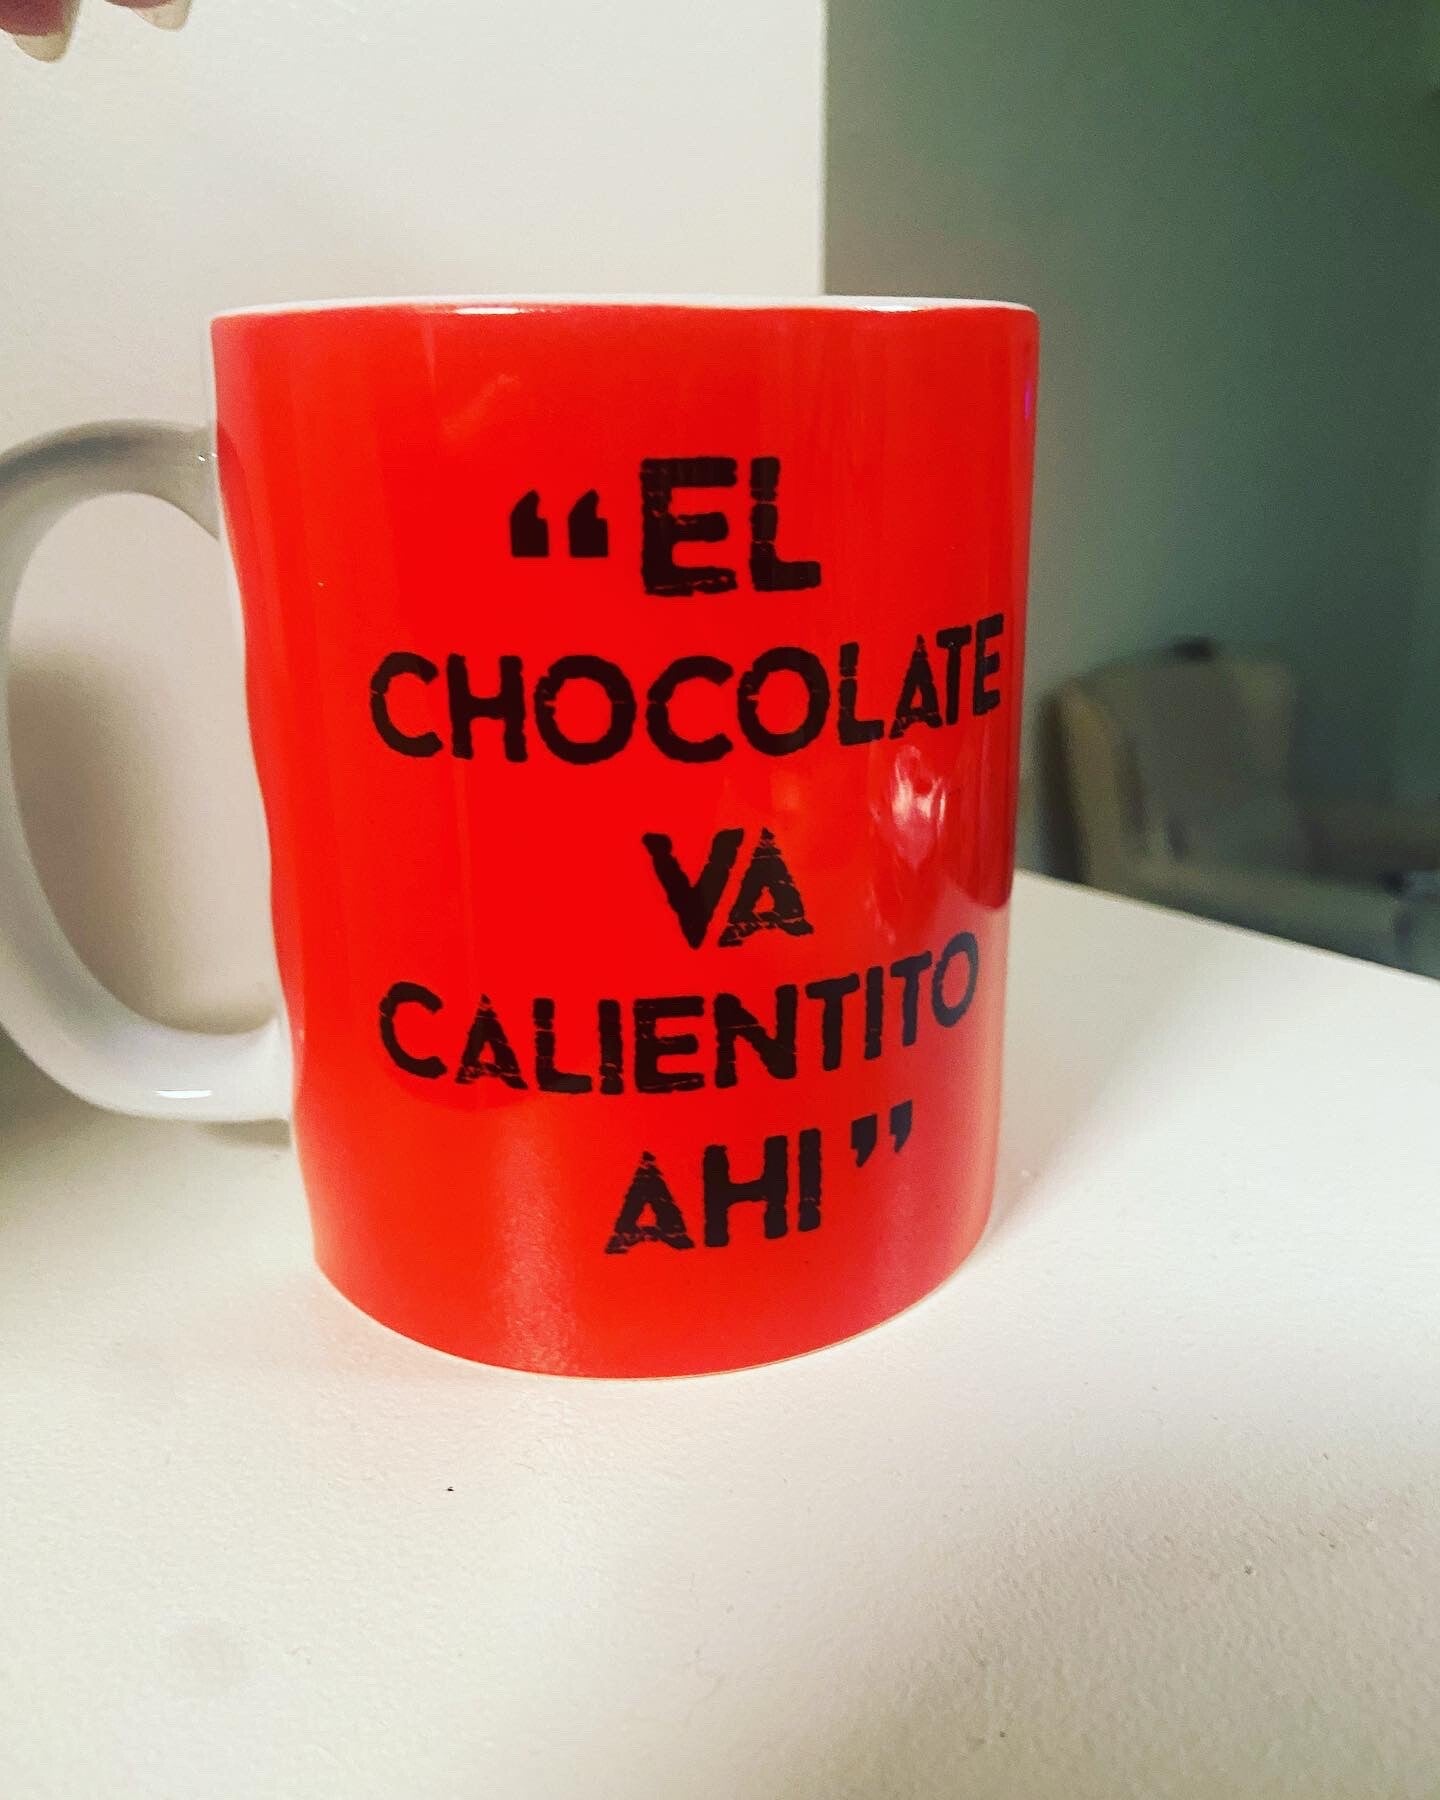 “EL
CHOCOLATE
VA
CALIENTITO
AHI”